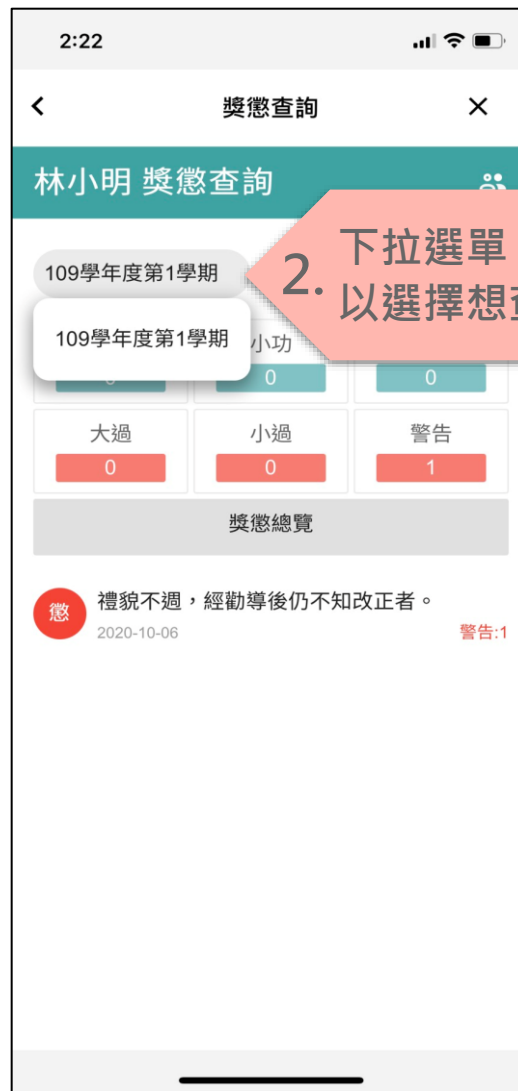 2:22
獎懲查詢
林小明 獎懲查詢
109學年度第1學期
2. 下拉選單
以選擇想
109學年度第1學期
小功
0
0
大過
小過
警告
0
0
1
獎懲總覽
懲
禮貌不週，經勸導後仍不知改正者。
2020-10-06
警告:1